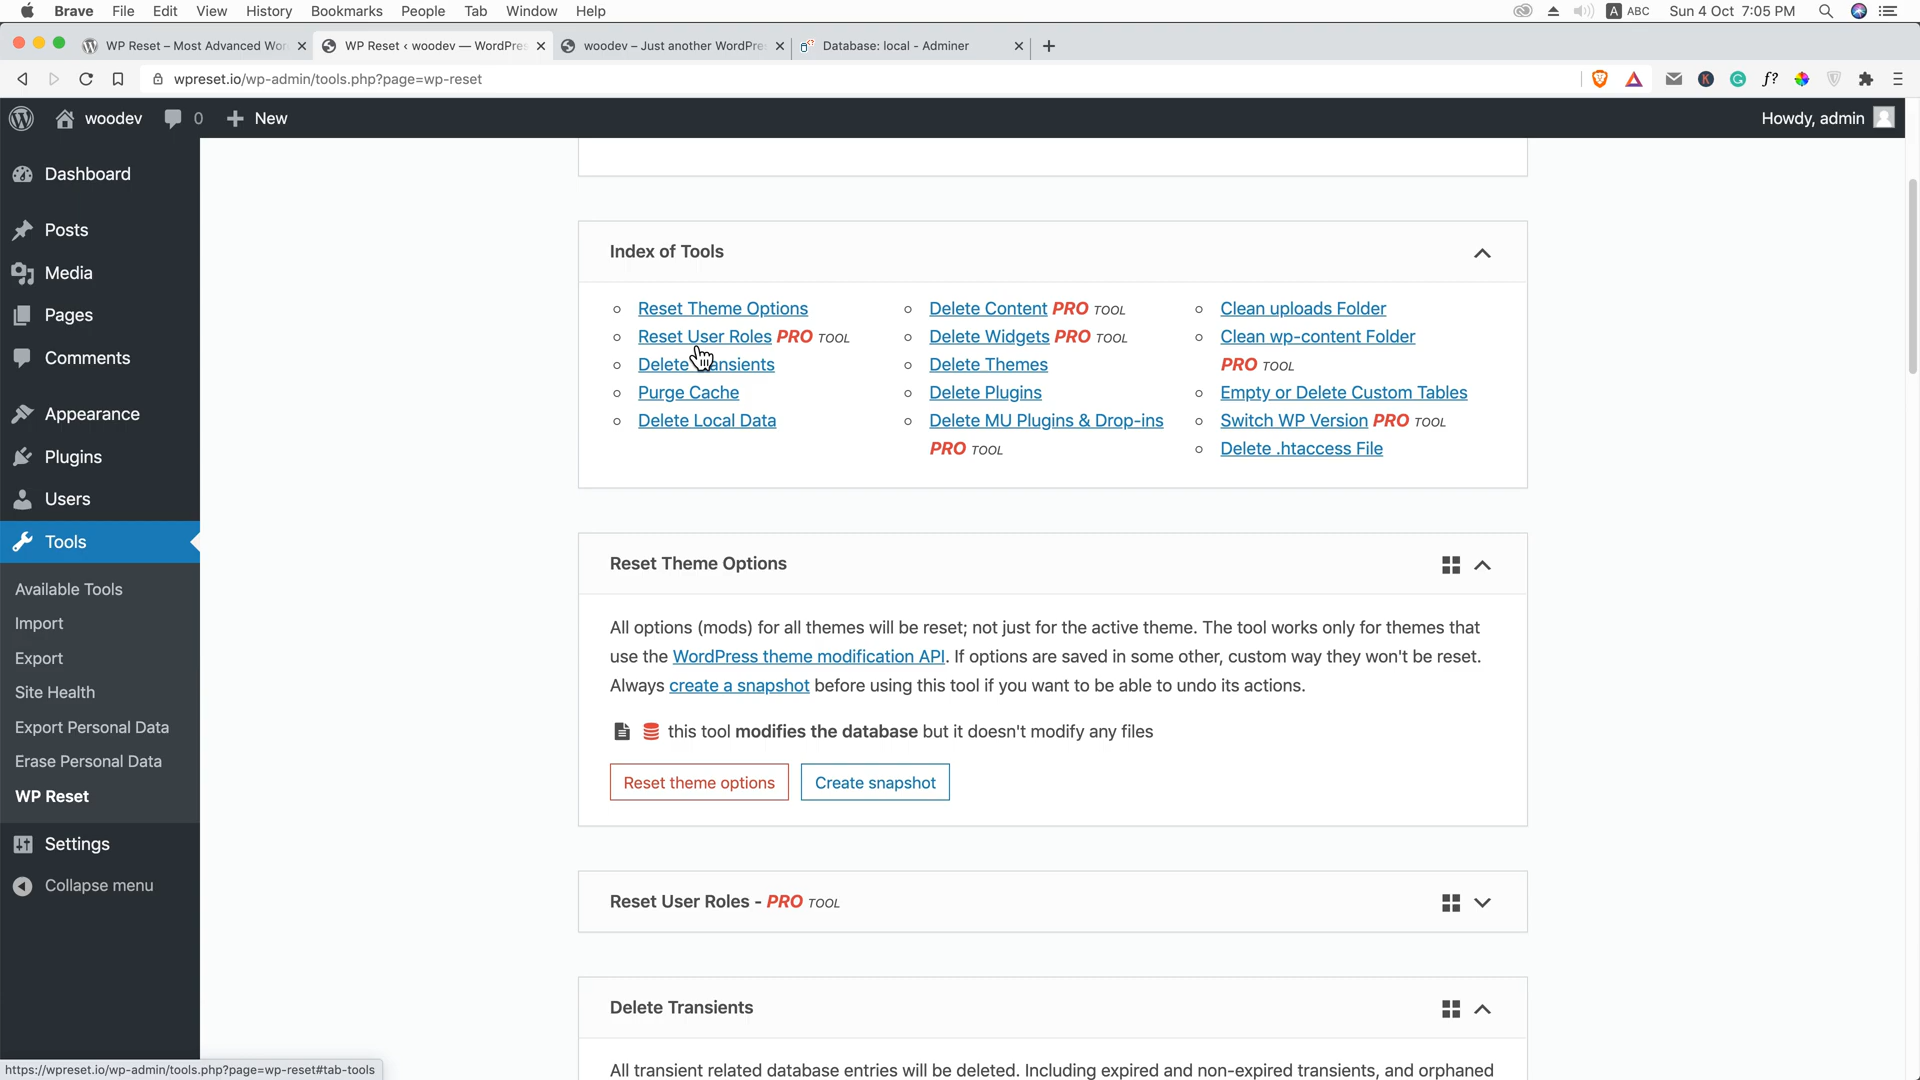 Brave File Edit View History Bookmarks People Tab Window Help
A ABC Sun 4 Oct 7:05 PM
WP Reset – Most Advanced Wor
WP Reset ‹ woodev — WordPres
woodev – Just another WordPre
Database: local - Adminer
wpreset.io/wp-admin/tools.php?page=wp-reset
woodev 0 + New
Howdy, admin
Dashboard
Posts
Media
Pages
Comments
Appearance
Plugins
Users
Tools
Available Tools
Import
Export
Site Health
Export Personal Data
Erase Personal Data
WP Reset
Settings
Collapse menu
Index of Tools
Reset Theme Options
Reset User Roles PRO TOOL
Delete Transients
Purge Cache
Delete Local Data
Delete Content PRO TOOL
Delete Widgets PRO TOOL
Delete Themes
Delete Plugins
Delete MU Plugins & Drop-ins
PRO TOOL
Clean uploads Folder
Clean wp-content Folder
PRO TOOL
Empty or Delete Custom Tables
Switch WP Version PRO TOOL
Delete .htaccess File
Reset Theme Options
All options (mods) for all themes will be reset; not just for the active theme. The tool works only for themes that
use the WordPress theme modification API. If options are saved in some other, custom way they won't be reset.
Always create a snapshot before using this tool if you want to be able to undo its actions.
this tool modifies the database but it doesn't modify any files
Reset theme options
Create snapshot
Reset User Roles - PRO TOOL
Delete Transients
All transient related database entries will be deleted. Including expired and non-expired transients, and orphaned
https://wpreset.io/wp-admin/tools.php?page=wp-reset#tab-tools